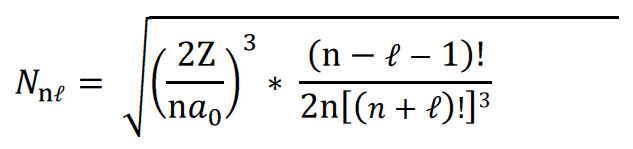 N_{nℓ} = √((2Z/na₀)³ * (n − ℓ − 1)!/2n[(n + ℓ)!]³)